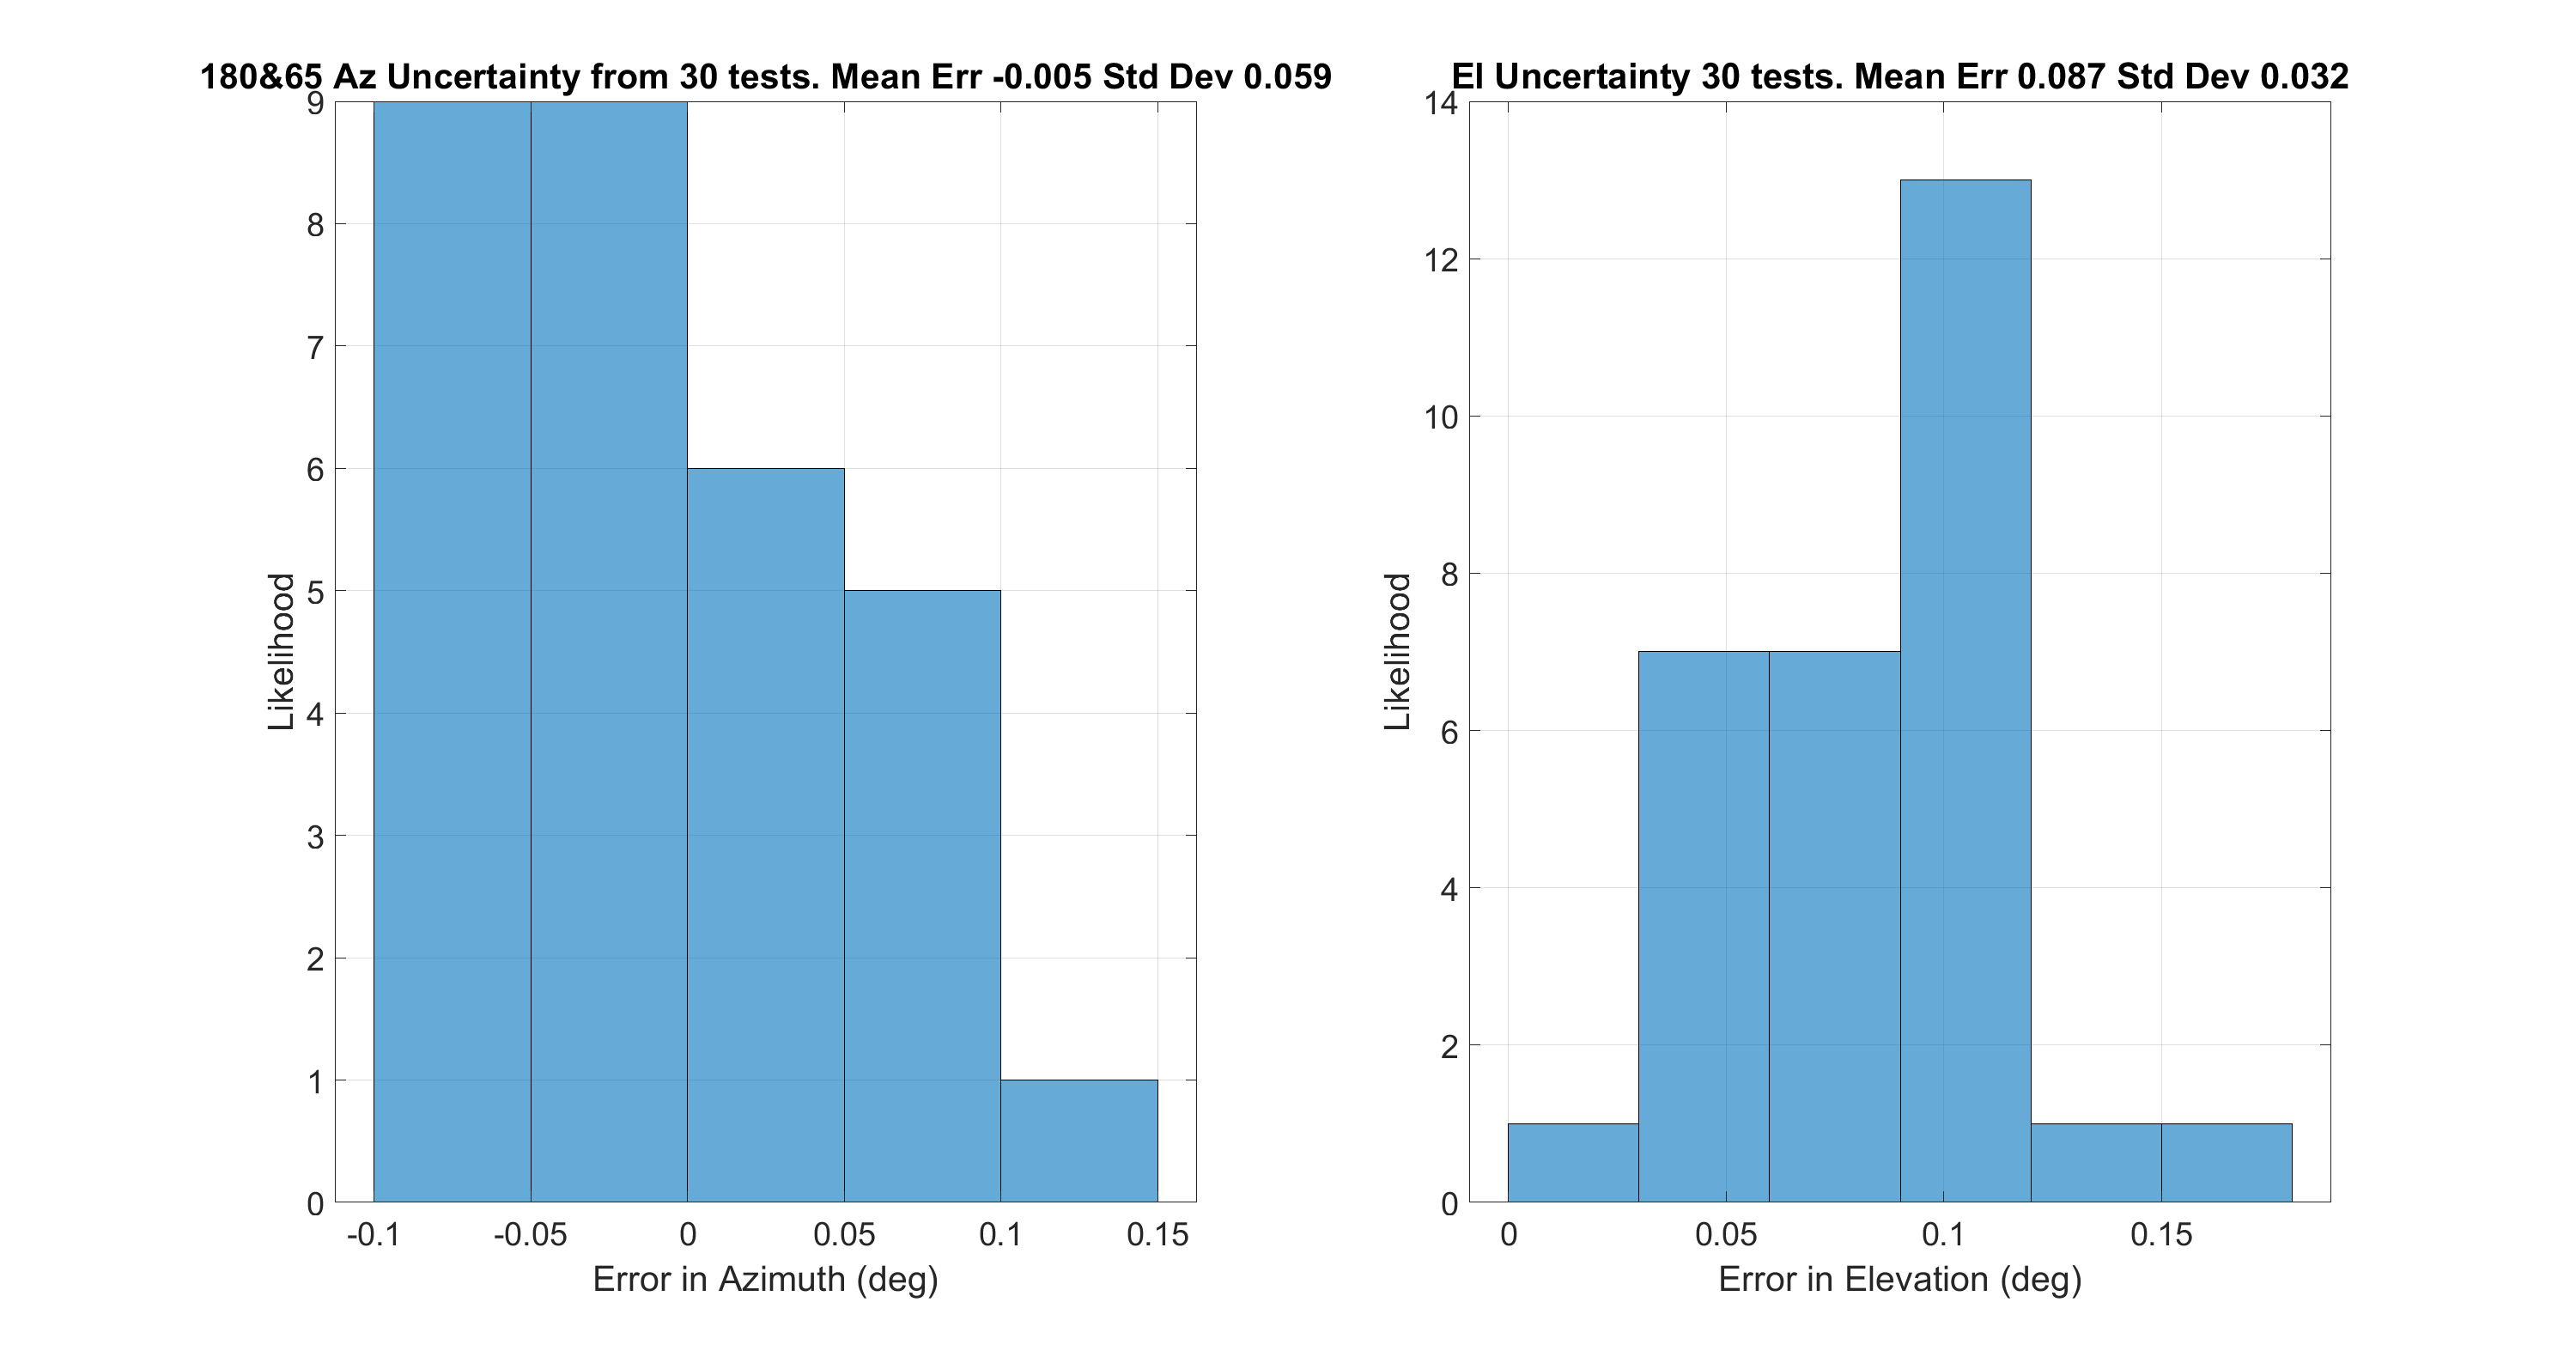 180&65 Az Uncertainty from 30 tests. Mean Err -0.005 Std Dev 0.059
9
8
7
6
5
4
3
2
1
0
Likelihood
-0.1 -0.05 0 0.05 0.1 0.15
Error in Azimuth (deg)
El Uncertainty 30 tests. Mean Err 0.087 Std Dev 0.032
14
12
10
8
6
4
2
0
Likelihood
0 0.05 0.1 0.15
Error in Elevation (deg)